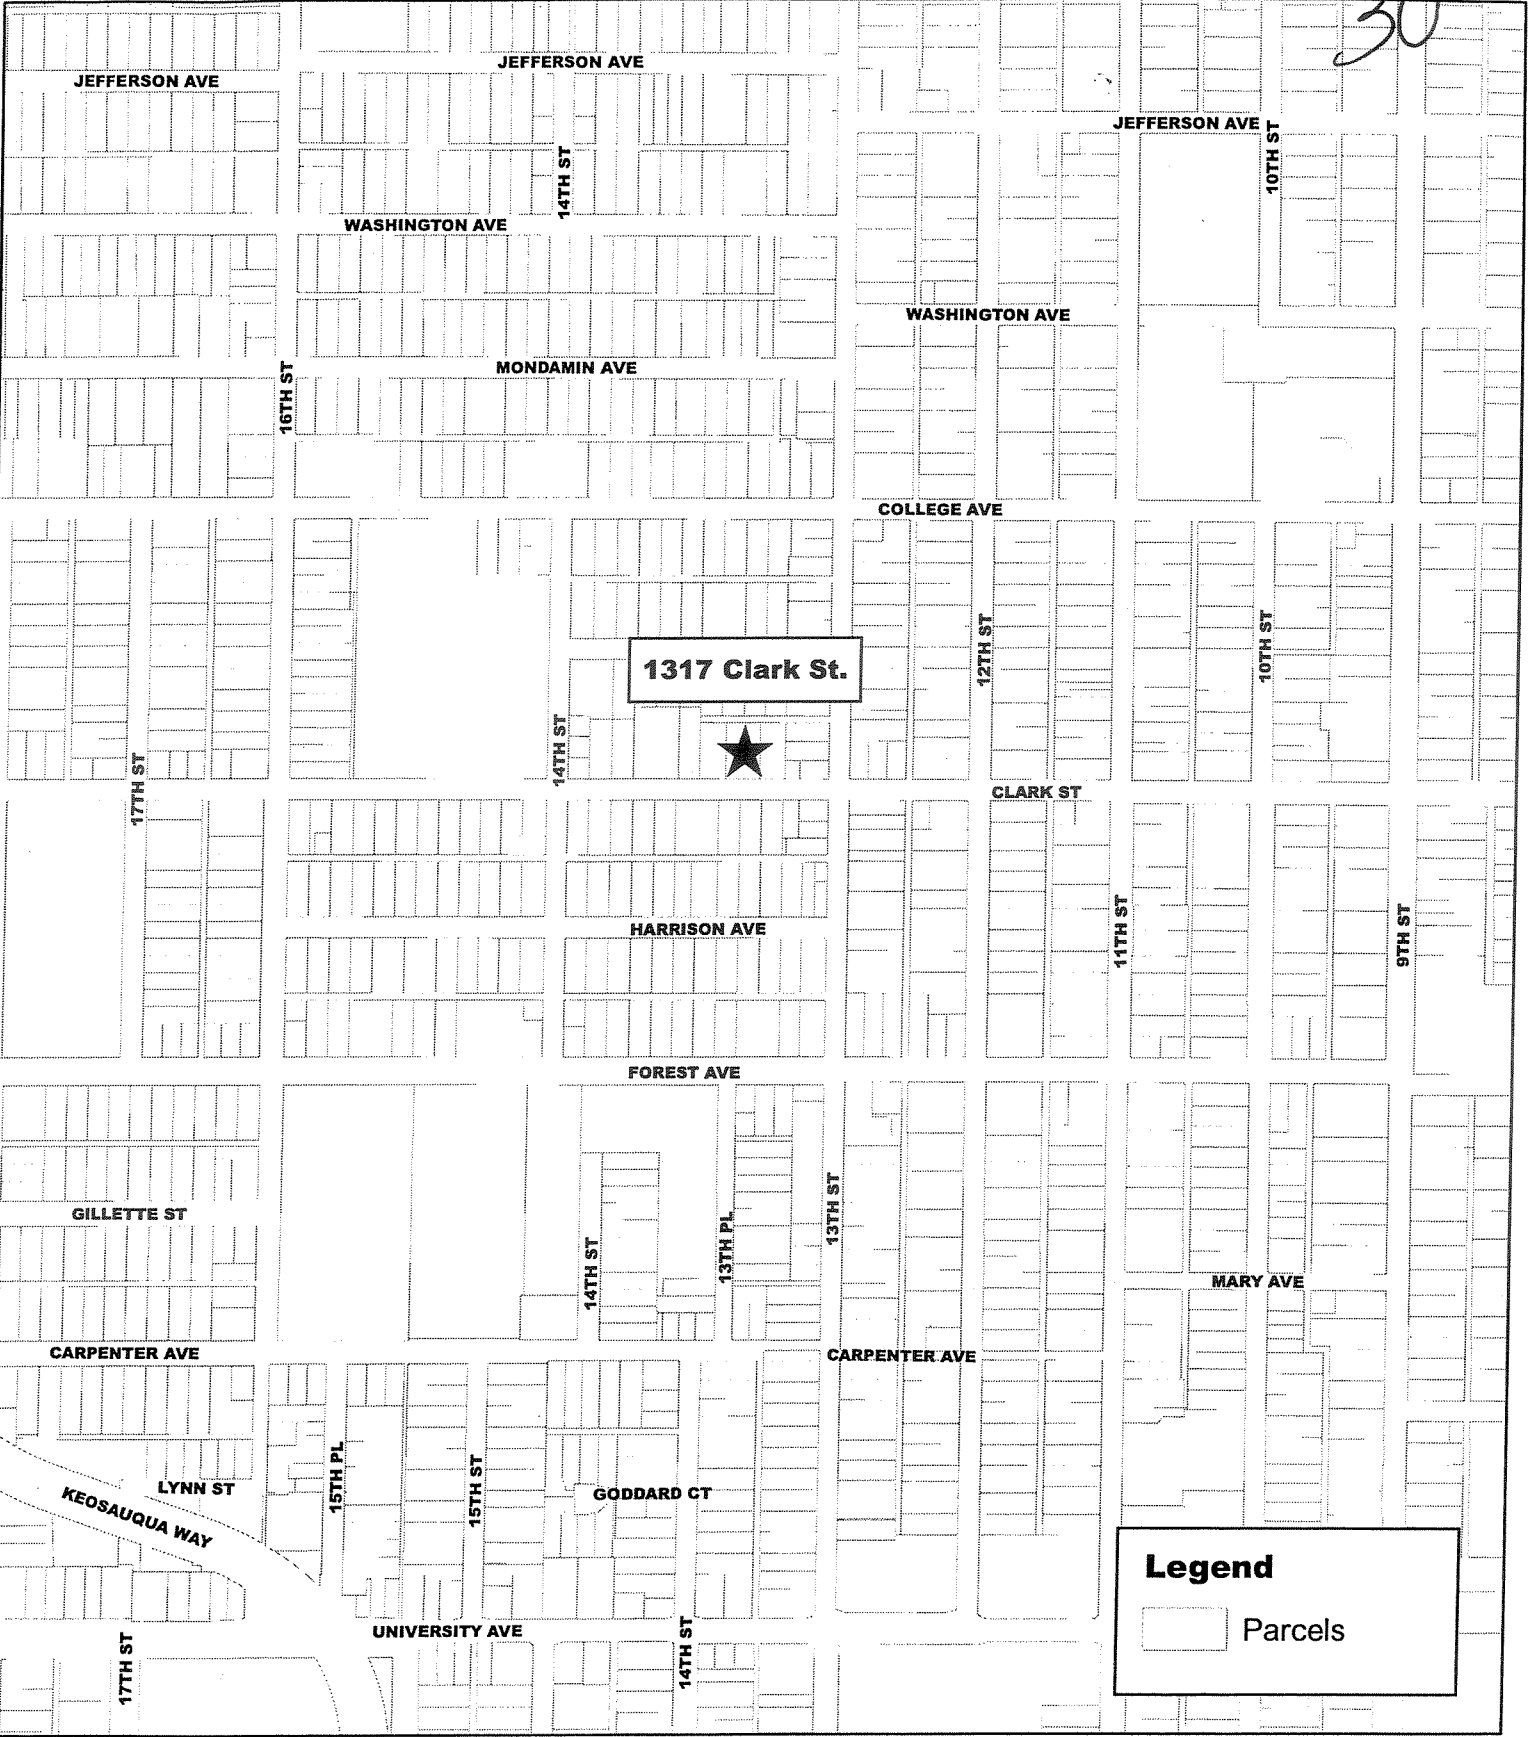 30
JEFFERSON AVE
JEFFERSON AVE
JEFFERSON AVE
10TH ST
14TH ST
WASHINGTON AVE
WASHINGTON AVE
MONDAMIN AVE
16TH ST
COLLEGE AVE
12TH ST
10TH ST
1317 Clark St.
14TH ST
17TH ST
CLARK ST
11TH ST
9TH ST
HARRISON AVE
FOREST AVE
GILLETTE ST
14TH ST
13TH PL
13TH ST
MARY AVE
CARPENTER AVE
CARPENTER AVE
LYNN ST
KEOSAUQUA WAY
15TH PL
15TH ST
GODDARD CT
UNIVERSITY AVE
17TH ST
14TH ST
Legend
Parcels